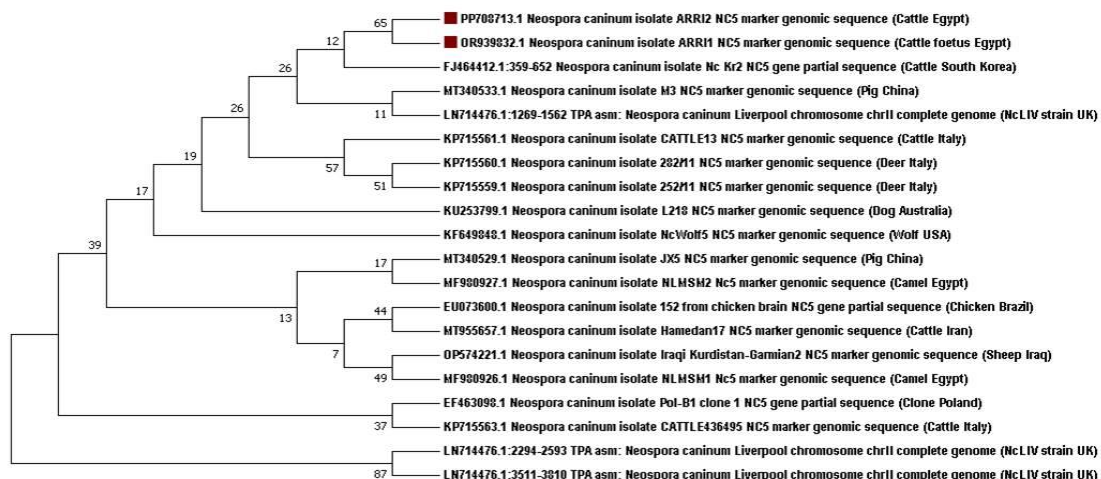 65
PP708713.1 Neospora caninum isolate ARRI2 NC5 marker genomic sequence (Cattle Egypt)
12
OR939832.1 Neospora caninum isolate ARRI1 NC5 marker genomic sequence (Cattle foetus Egypt)
26
FJ464412.1:359-652 Neospora caninum isolate Nc Kr2 NC5 gene partial sequence (Cattle South Korea)
MT340533.1 Neospora caninum isolate M3 NC5 marker genomic sequence (Pig China)
26
11
LN714476.1:1269-1562 TPA asm: Neospora caninum Liverpool chromosome chrII complete genome (NcLIV strain UK)
KP715561.1 Neospora caninum isolate CATTLE13 NC5 marker genomic sequence (Cattle Italy)
19
57
KP715560.1 Neospora caninum isolate 282M1 NC5 marker genomic sequence (Deer Italy)
51
KP715559.1 Neospora caninum isolate 252M1 NC5 marker genomic sequence (Deer Italy)
17
KU253799.1 Neospora caninum isolate L218 NC5 marker genomic sequence (Dog Australia)
KF649848.1 Neospora caninum isolate NcWolf5 NC5 marker genomic sequence (Wolf USA)
39
17
MT340529.1 Neospora caninum isolate JX5 NC5 marker genomic sequence (Pig China)
MF980927.1 Neospora caninum isolate NLMSM2 Nc5 marker genomic sequence (Camel Egypt)
13
44
EU073600.1 Neospora caninum isolate 152 from chicken brain NC5 gene partial sequence (Chicken Brazil)
MT955657.1 Neospora caninum isolate Hamedan17 NC5 marker genomic sequence (Cattle Iran)
7
OP574221.1 Neospora caninum isolate Iraqi Kurdistan-Garmian2 NC5 marker genomic sequence (Sheep Iraq)
49
MF980926.1 Neospora caninum isolate NLMSM1 Nc5 marker genomic sequence (Camel Egypt)
EF463098.1 Neospora caninum isolate Pol-B1 clone 1 NC5 gene partial sequence (Clone Poland)
37
KP715563.1 Neospora caninum isolate CATTLE436495 NC5 marker genomic sequence (Cattle Italy)
LN714476.1:2294-2593 TPA asm: Neospora caninum Liverpool chromosome chrII complete genome (NcLIV strain UK)
87
LN714476.1:3511-3810 TPA asm: Neospora caninum Liverpool chromosome chrII complete genome (NcLIV strain UK)